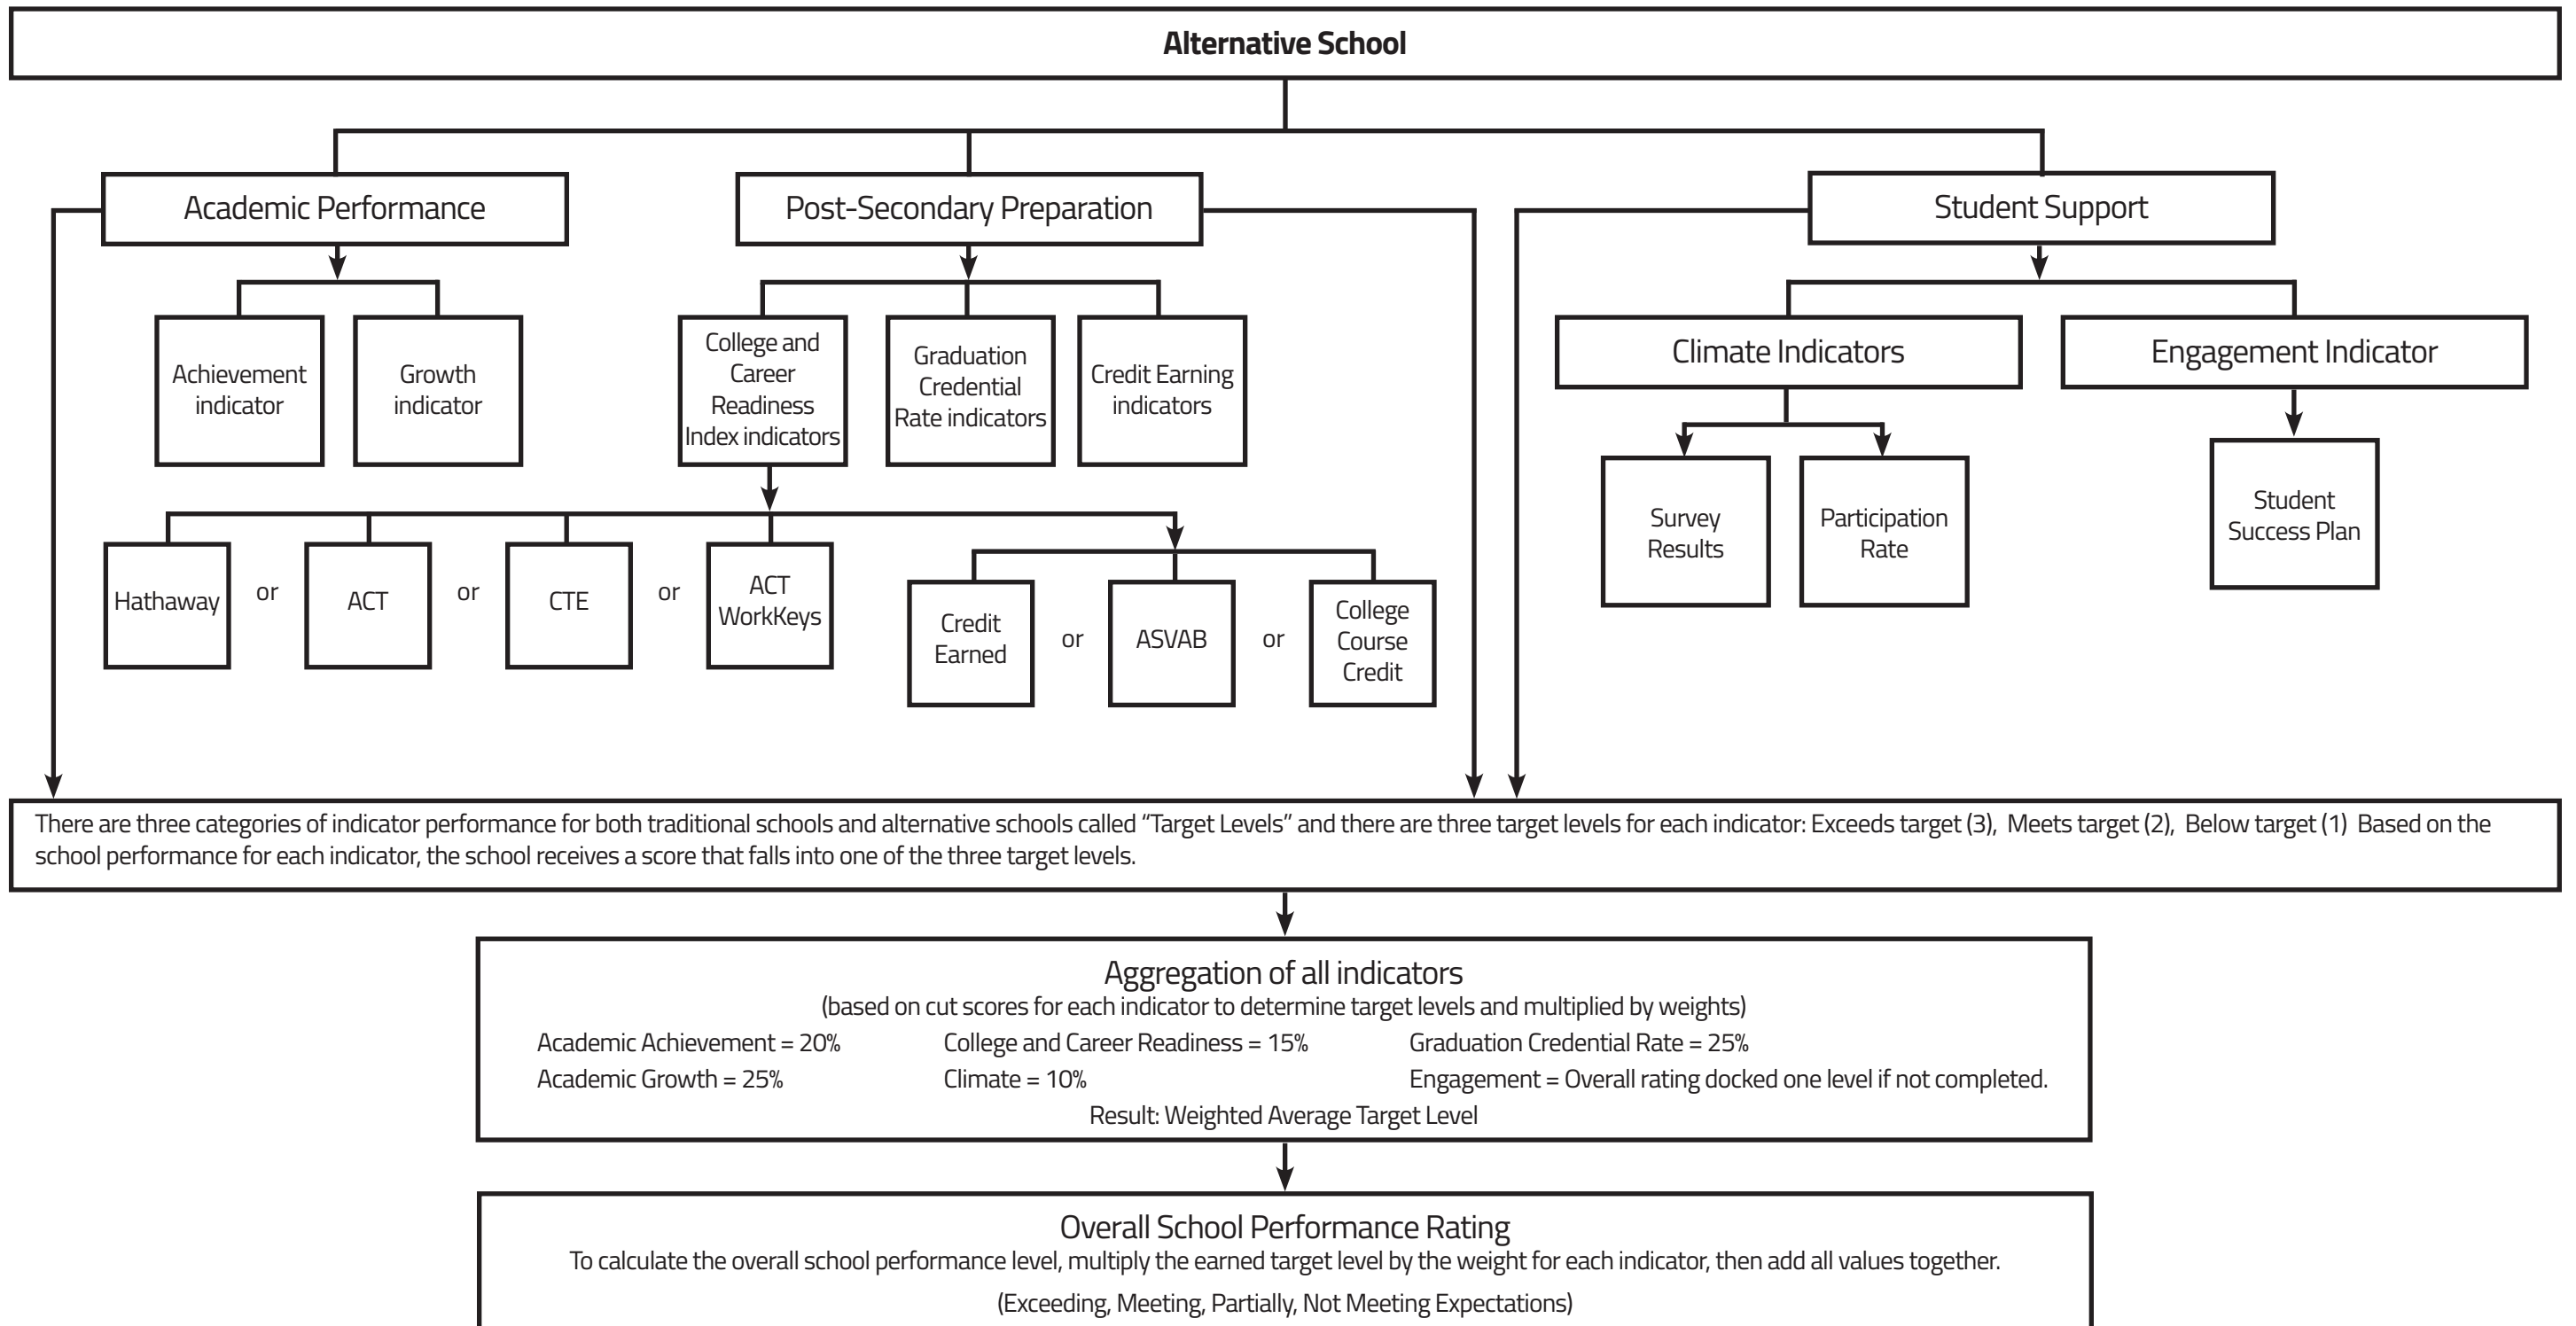 Alternative School
Academic Performance
Post-Secondary Preparation
Student Support
Achievement
indicator
Growth
indicator
College and
Career
Readiness
Index indicators
Graduation
Credential
Rate indicators
Credit Earning
indicators
Climate Indicators
Engagement Indicator
Survey
Results
Participation
Rate
Student
Success Plan
Hathaway
or
ACT
or
CTE
or
ACT
WorkKeys
Credit
Earned
or
ASVAB
or
College
Course
Credit
There are three categories of indicator performance for both traditional schools and alternative schools called “Target Levels” and there are three target levels for each indicator: Exceeds target (3), Meets target (2), Below target (1) Based on the
school performance for each indicator, the school receives a score that falls into one of the three target levels.
Aggregation of all indicators
(based on cut scores for each indicator to determine target levels and multiplied by weights)
Academic Achievement = 20% College and Career Readiness = 15% Graduation Credential Rate = 25%
Academic Growth = 25% Climate = 10% Engagement = Overall rating docked one level if not completed.
Result: Weighted Average Target Level
Overall School Performance Rating
To calculate the overall school performance level, multiply the earned target level by the weight for each indicator, then add all values together.
(Exceeding, Meeting, Partially, Not Meeting Expectations)